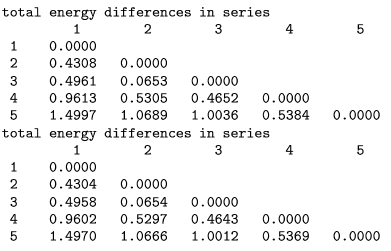 total energy differences in series
1 2 3 4 5
1 0.0000
2 0.4308 0.0000
3 0.4961 0.0653 0.0000
4 0.9613 0.5305 0.4652 0.0000
5 1.4997 1.0689 1.0036 0.5384 0.0000
total energy differences in series
1 2 3 4 5
1 0.0000
2 0.4304 0.0000
3 0.4958 0.0654 0.0000
4 0.9602 0.5297 0.4643 0.0000
5 1.4970 1.0666 1.0012 0.5369 0.0000